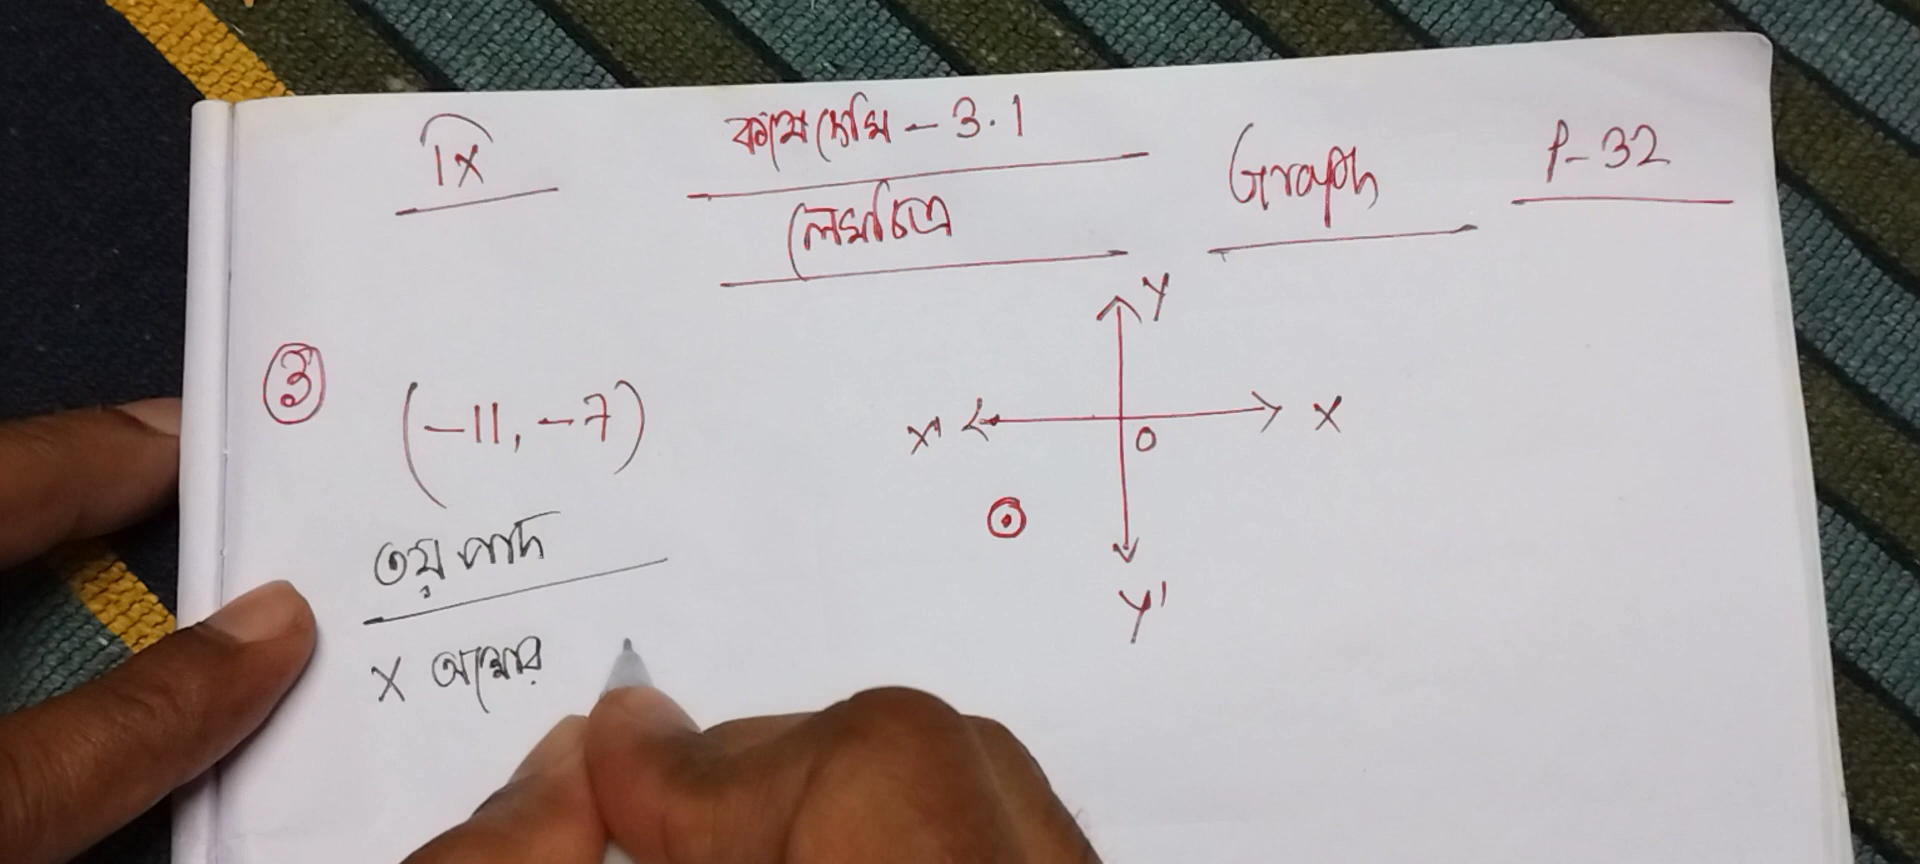 IX
কষে দেখি - 3.1
লেখচিত্র
Graph
P-32
Y
③
(-11, -7)
X' X
O
Y'
৩য় পাদ
X অক্ষের